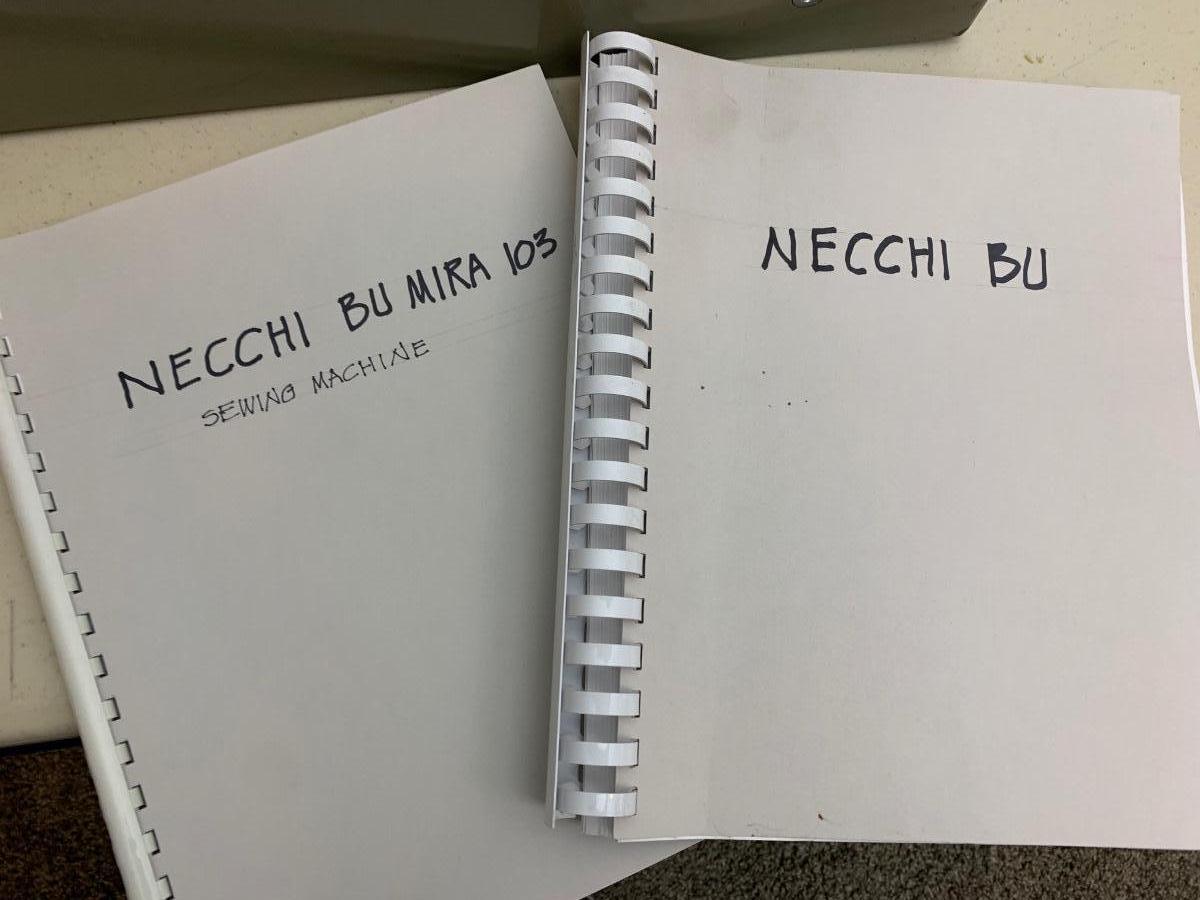 NECCHI BU MIRA 103
SEWING MACHINE
NECCHI BU